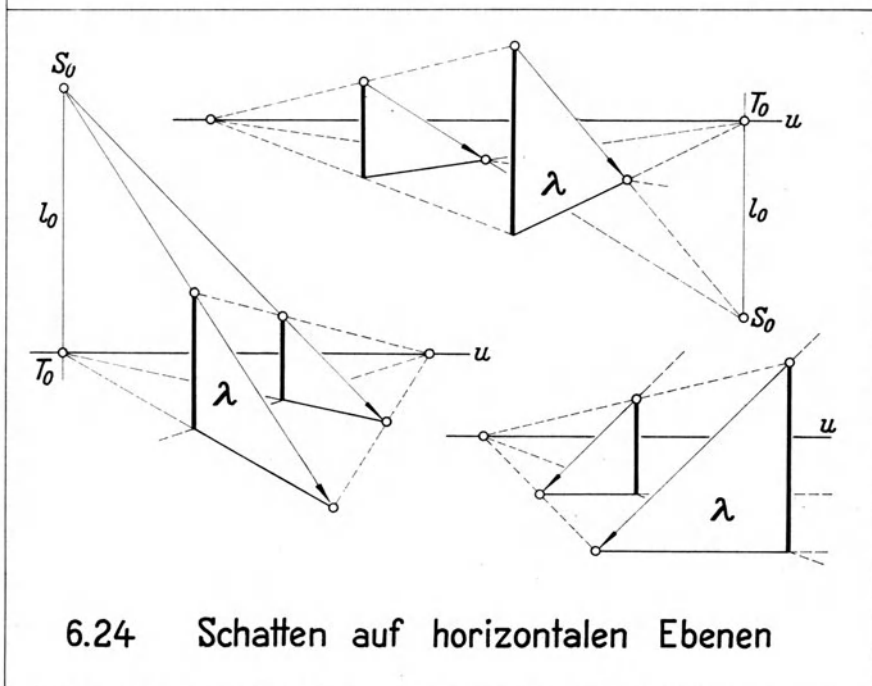 S₀
l₀
T₀
u
λ
T₀
u
λ
l₀
S₀
u
λ
6.24 Schatten auf horizontalen Ebenen